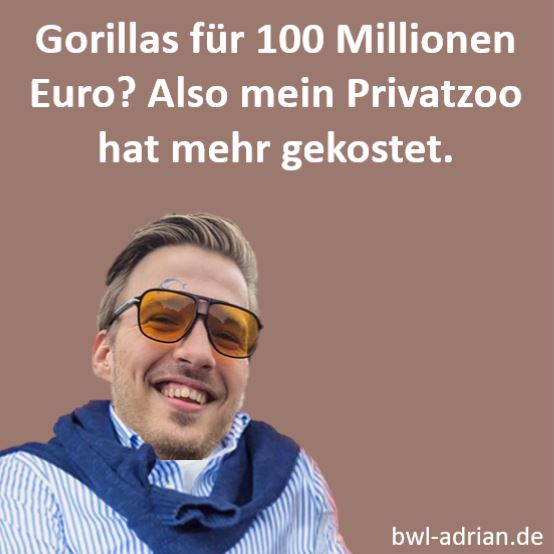 Gorillas für 100 Millionen
Euro? Also mein Privatzoo
hat mehr gekostet.
bwl-adrian.de